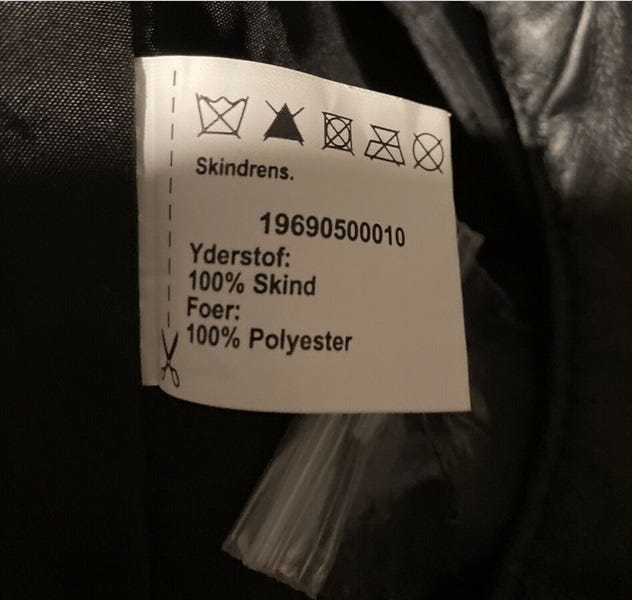 Skindrens.
19690500010
Yderstof:
100% Skind
Foer:
100% Polyester